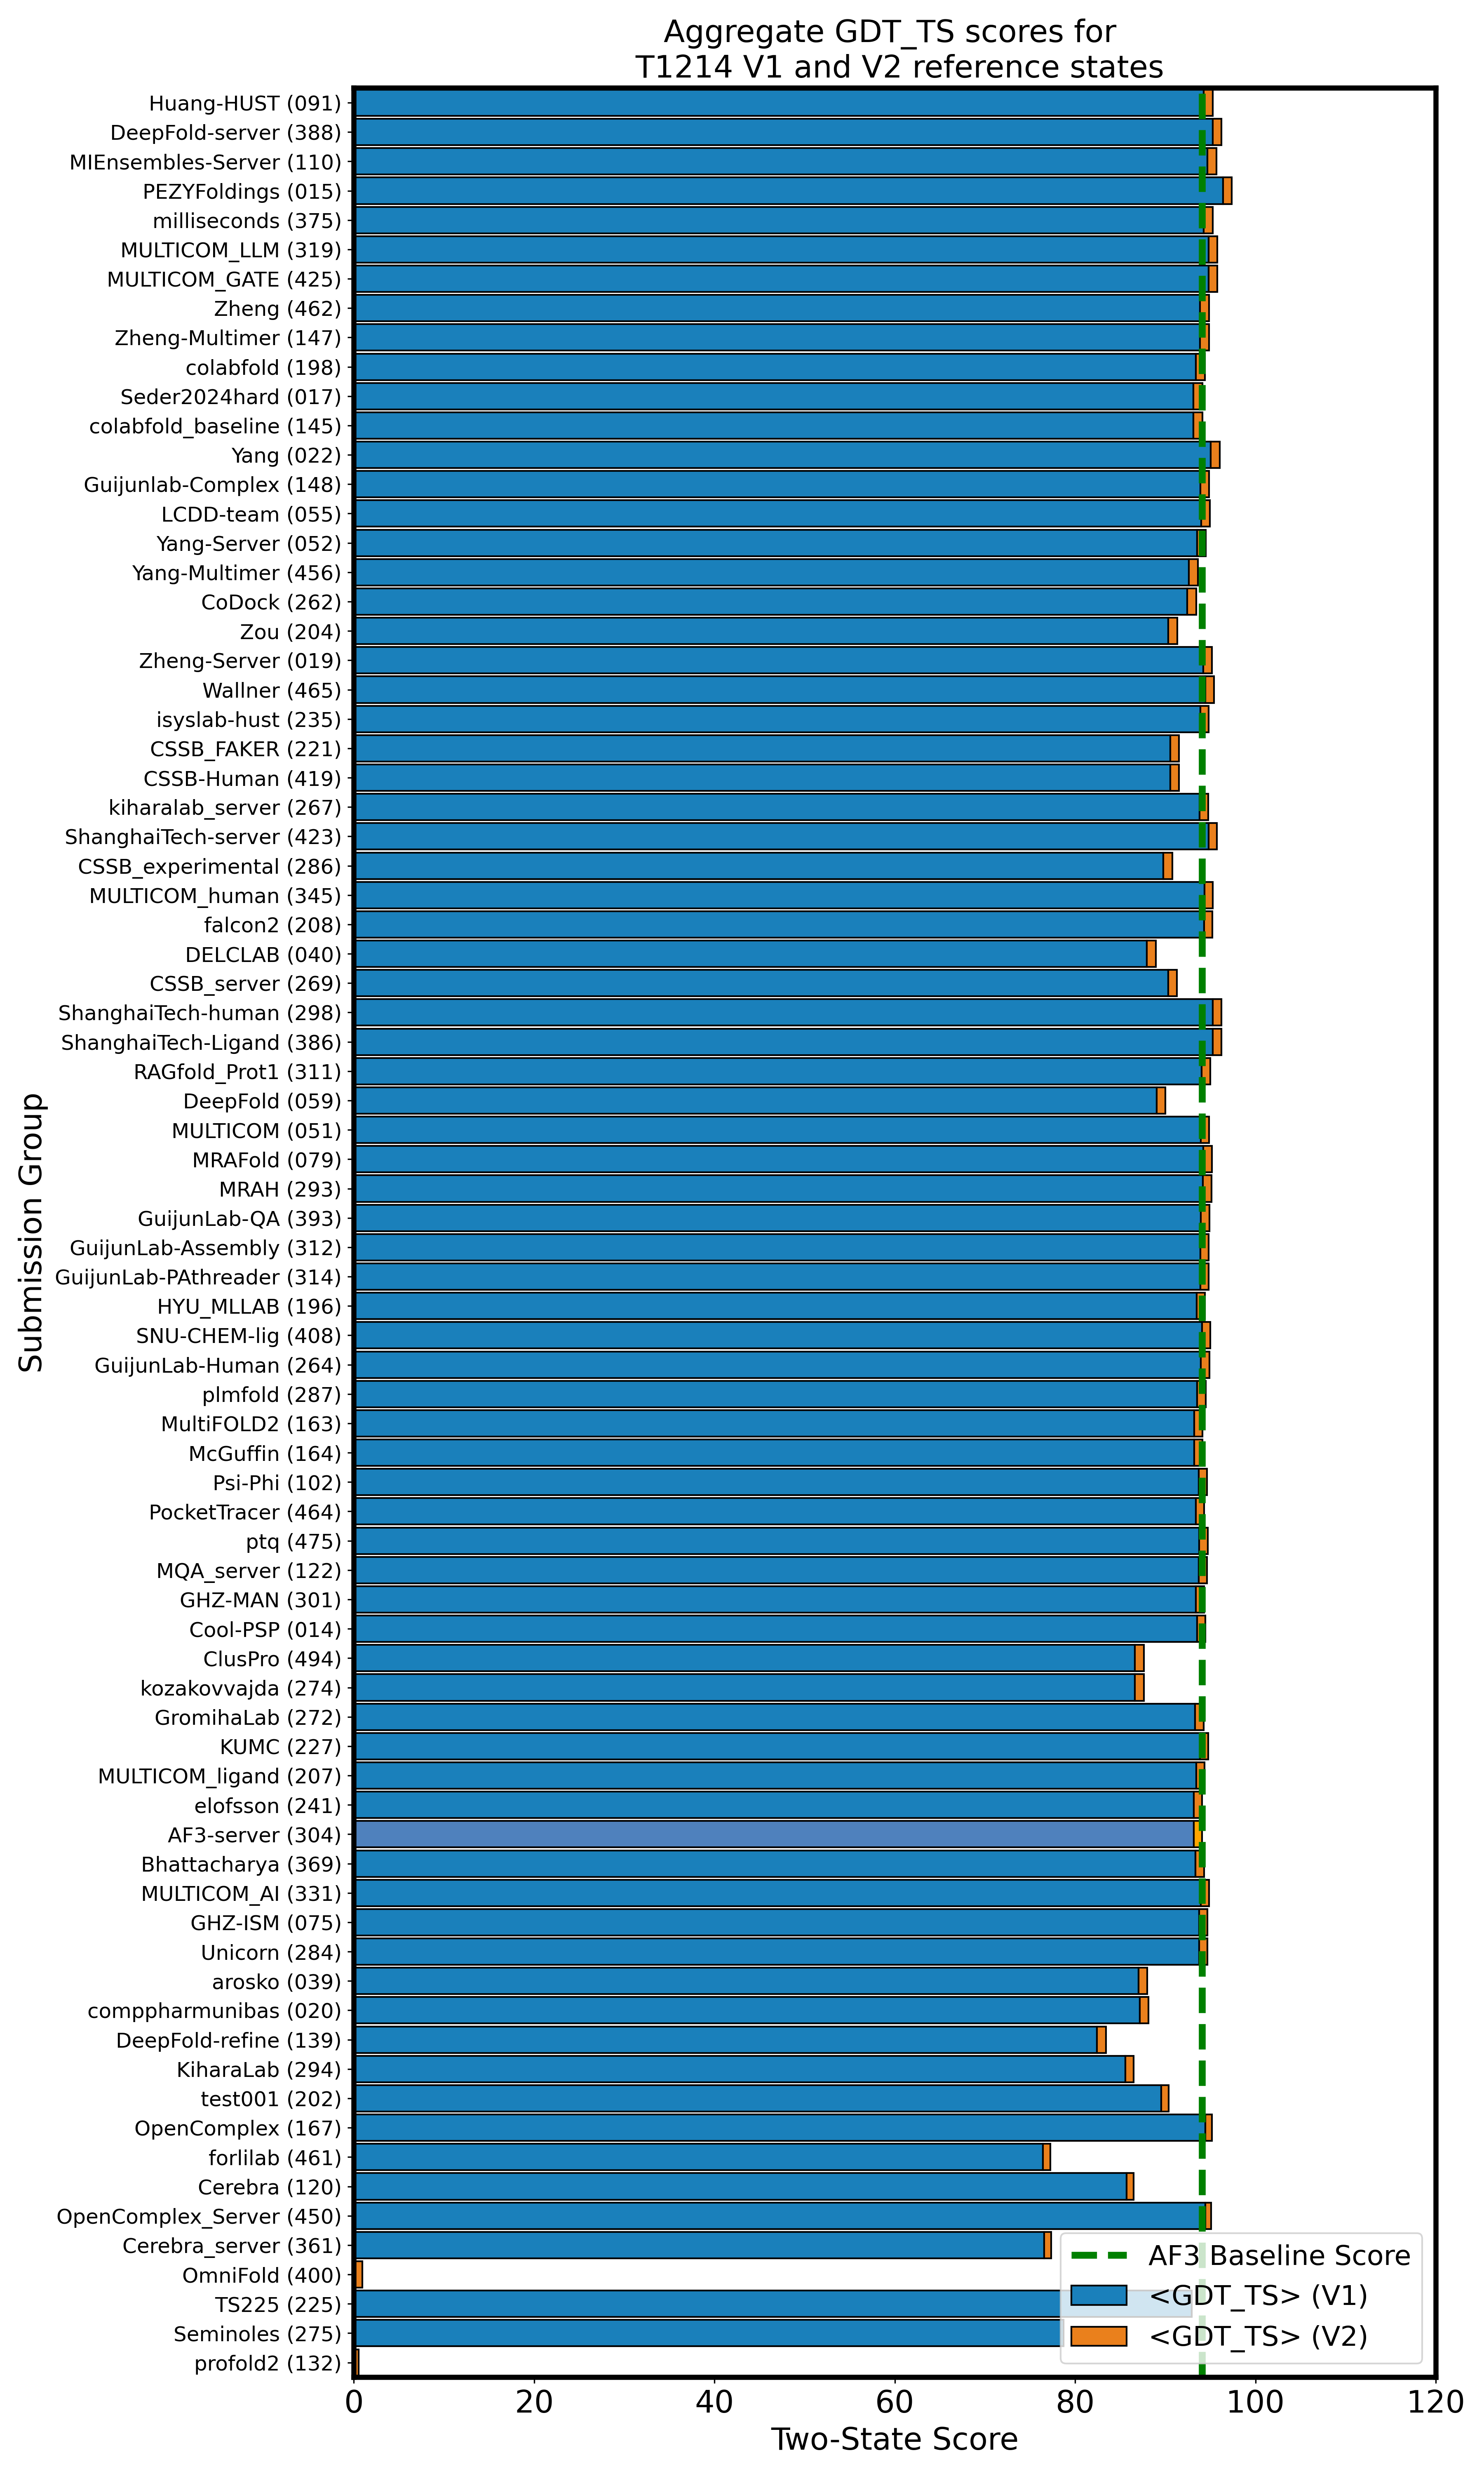 Aggregate GDT_TS scores for
T1214 V1 and V2 reference states
Huang-HUST (091)
DeepFold-server (388)
MIEnsembles-Server (110)
PEZYFoldings (015)
milliseconds (375)
MULTICOM_LLM (319)
MULTICOM_GATE (425)
Zheng (462)
Zheng-Multimer (147)
colabfold (198)
Seder2024hard (017)
colabfold_baseline (145)
Yang (022)
Guijunlab-Complex (148)
LCDD-team (055)
Yang-Server (052)
Yang-Multimer (456)
CoDock (262)
Zou (204)
Zheng-Server (019)
Wallner (465)
isyslab-hust (235)
CSSB_FAKER (221)
CSSB-Human (419)
kiharalab_server (267)
ShanghaiTech-server (423)
CSSB_experimental (286)
MULTICOM_human (345)
falcon2 (208)
DELCLAB (040)
CSSB_server (269)
ShanghaiTech-human (298)
ShanghaiTech-Ligand (386)
RAGfold_Prot1 (311)
DeepFold (059)
MULTICOM (051)
MRAFold (079)
MRAH (293)
GuijunLab-QA (393)
GuijunLab-Assembly (312)
GuijunLab-PAthreader (314)
HYU_MLLAB (196)
SNU-CHEM-lig (408)
GuijunLab-Human (264)
plmfold (287)
MultiFOLD2 (163)
McGuffin (164)
Psi-Phi (102)
PocketTracer (464)
ptq (475)
MQA_server (122)
GHZ-MAN (301)
Cool-PSP (014)
ClusPro (494)
kozakovvajda (274)
GromihaLab (272)
KUMC (227)
MULTICOM_ligand (207)
elofsson (241)
AF3-server (304)
Bhattacharya (369)
MULTICOM_AI (331)
GHZ-ISM (075)
Unicorn (284)
arosko (039)
comppharmunibas (020)
DeepFold-refine (139)
KiharaLab (294)
test001 (202)
OpenComplex (167)
forlilab (461)
Cerebra (120)
OpenComplex_Server (450)
Cerebra_server (361)
OmniFold (400)
TS225 (225)
Seminoles (275)
profold2 (132)
Submission Group
AF3 Baseline Score
<GDT_TS> (V1)
<GDT_TS> (V2)
0 20 40 60 80 100 120
Two-State Score